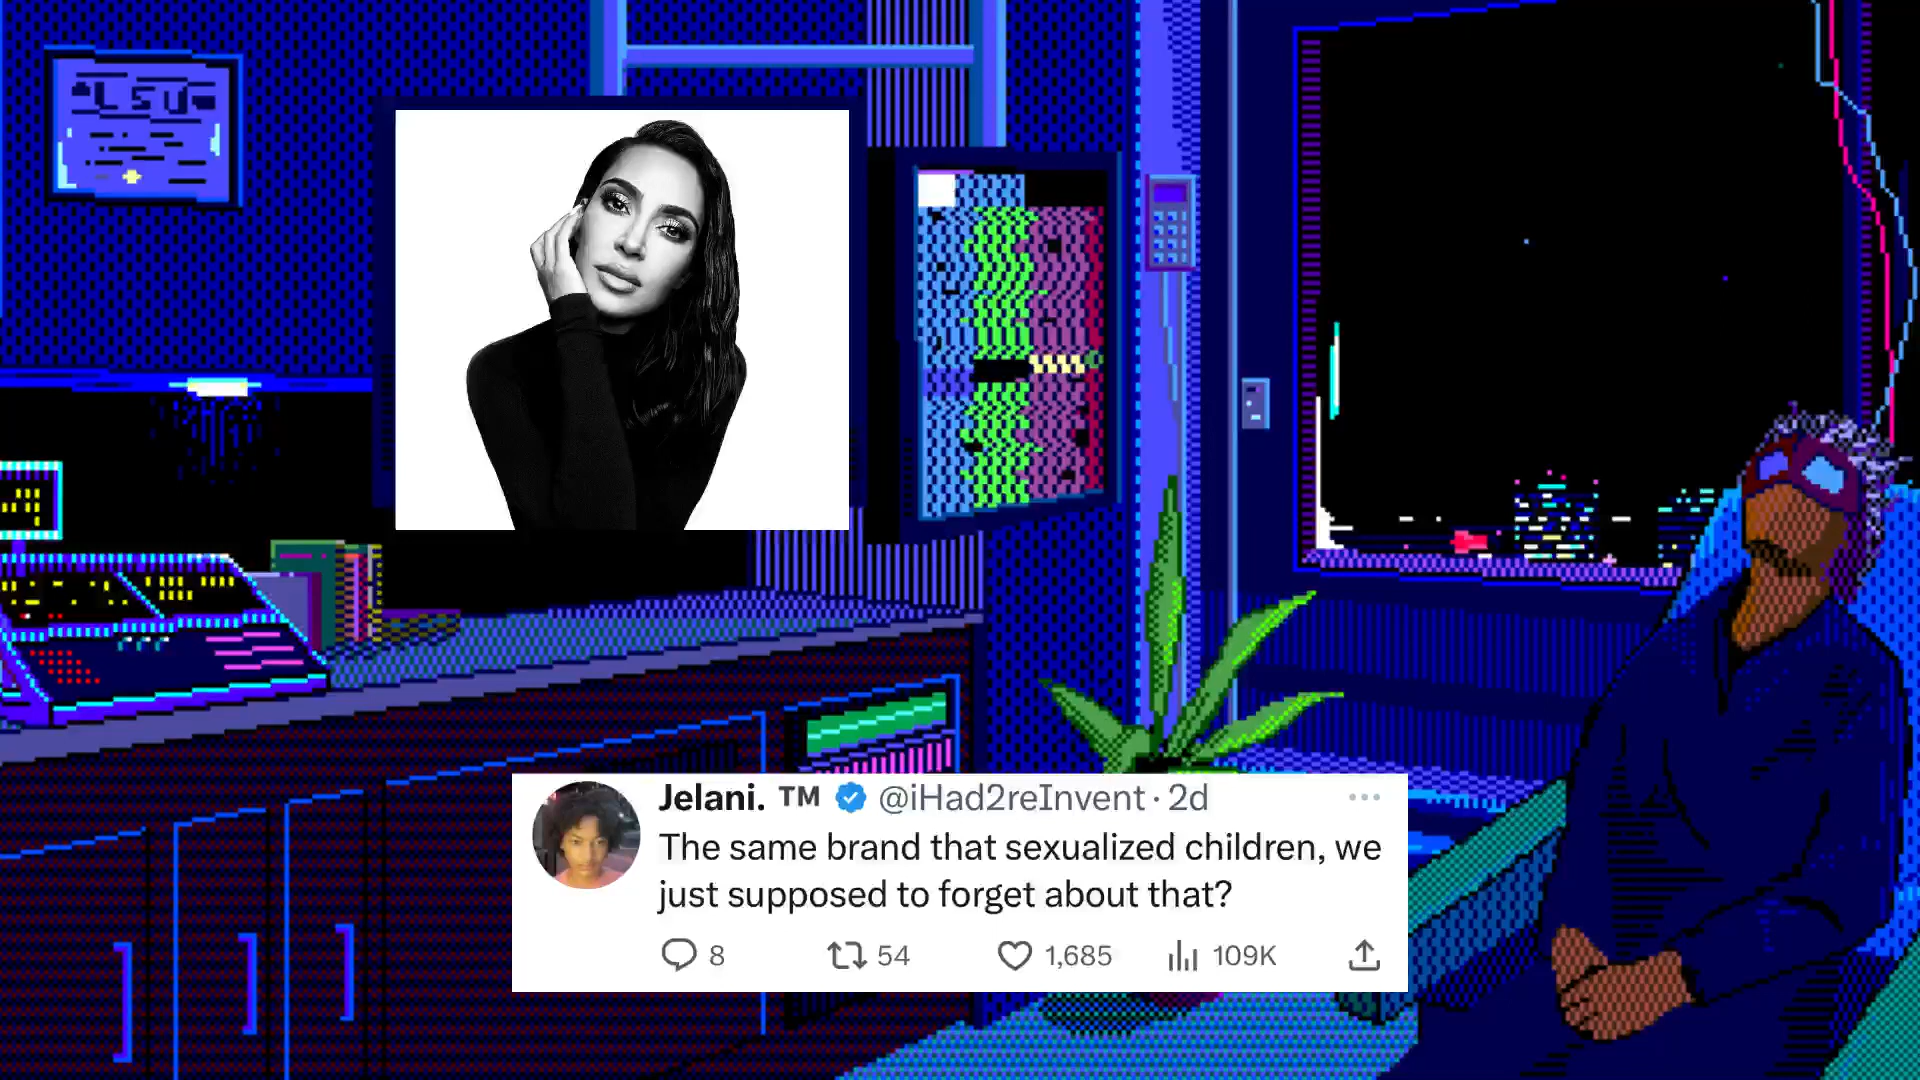 LSU
Jelani. ™ @iHad2reInvent · 2d
The same brand that sexualized children, we
just supposed to forget about that?
8 54 1,685 109K